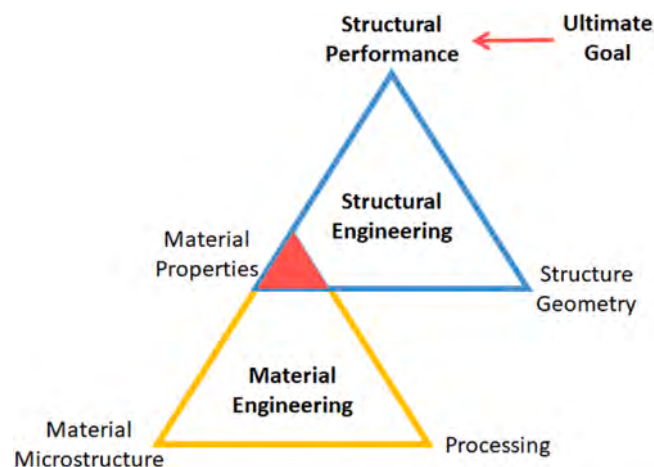 Structural
Performance
Ultimate
Goal
Structural
Engineering
Material
Properties
Structure
Geometry
Material
Engineering
Material
Microstructure
Processing